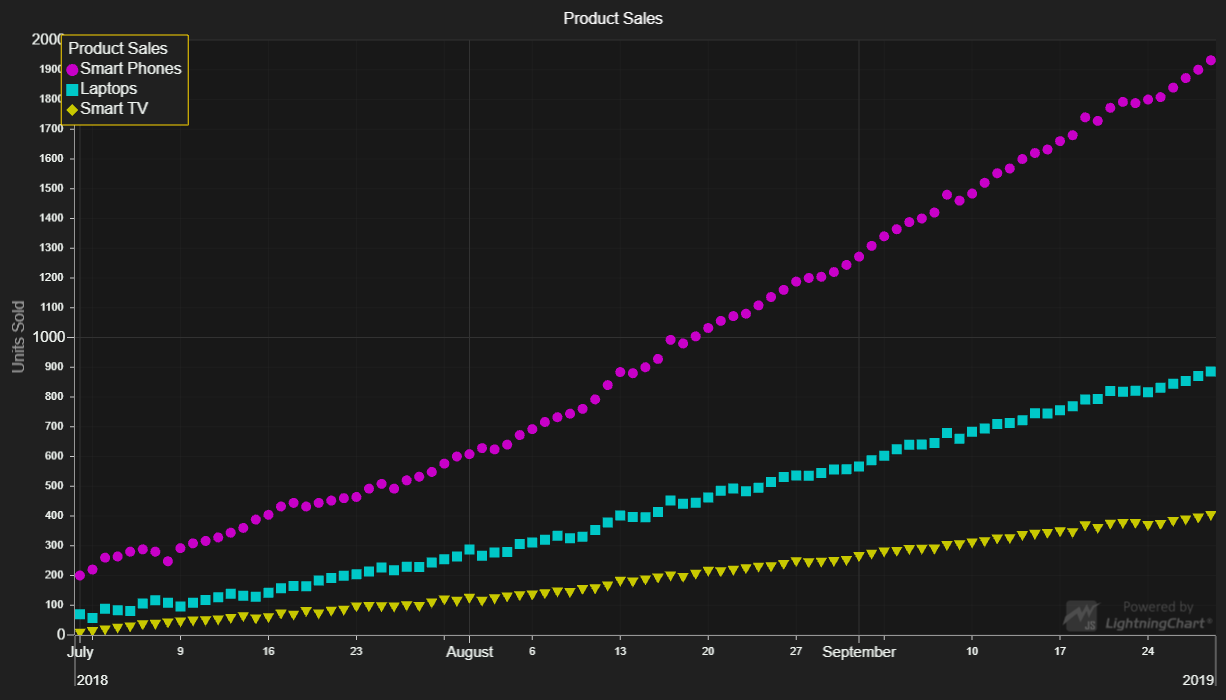 Product Sales
Product Sales
Smart Phones
Laptops
Smart TV
2000
1900
1800
1700
1600
1500
1400
1300
1200
1100
1000
900
800
700
600
500
400
300
200
100
0
Units Sold
July 9 16 23 August 6 13 20 27 September 10 17 24
2018 2019
Powered by
JS LightningChart®